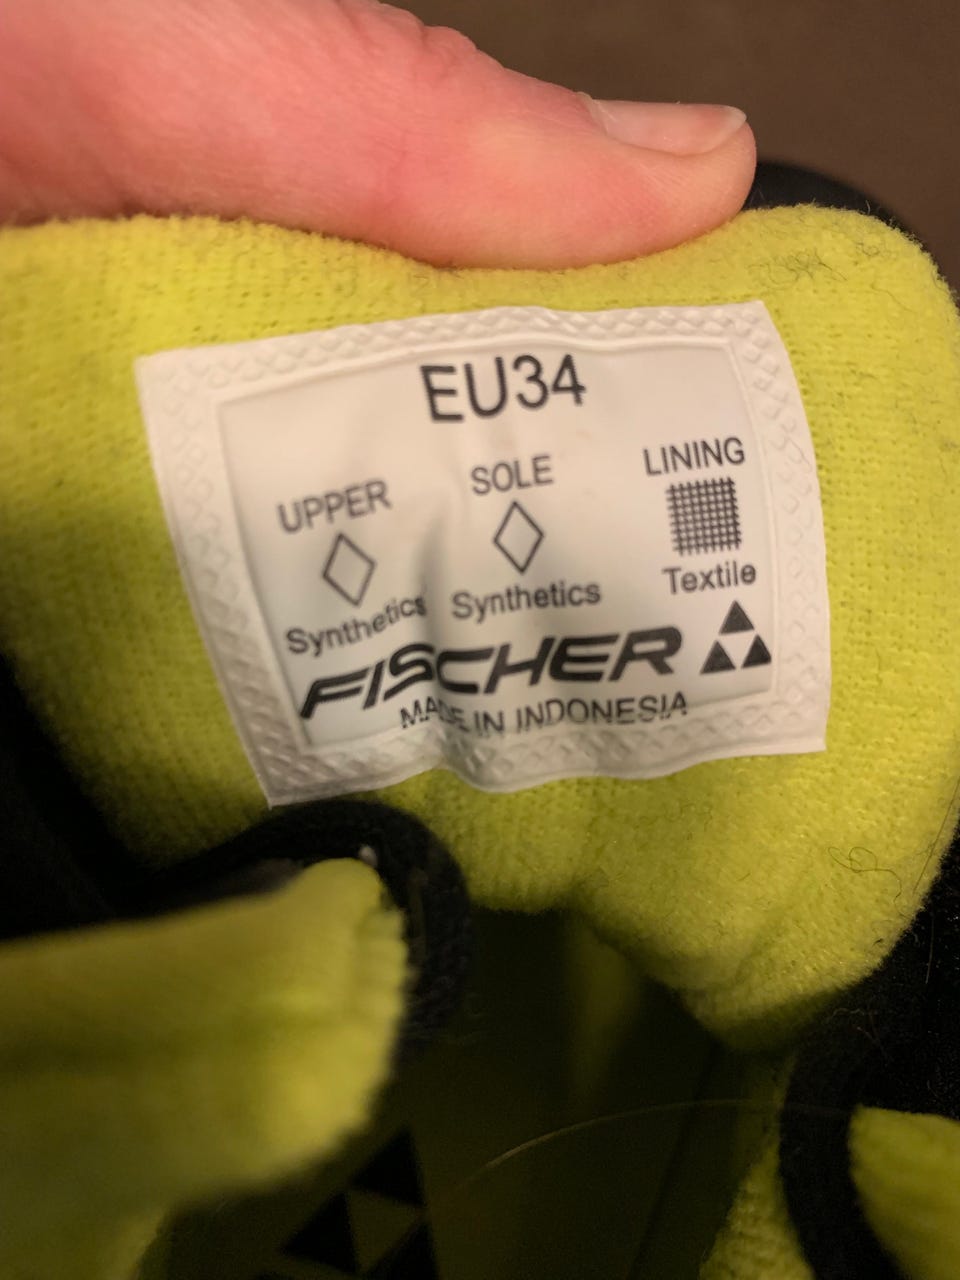 EU34
UPPER SOLE LINING
Synthetics Synthetics Textile
FISCHER
MADE IN INDONESIA